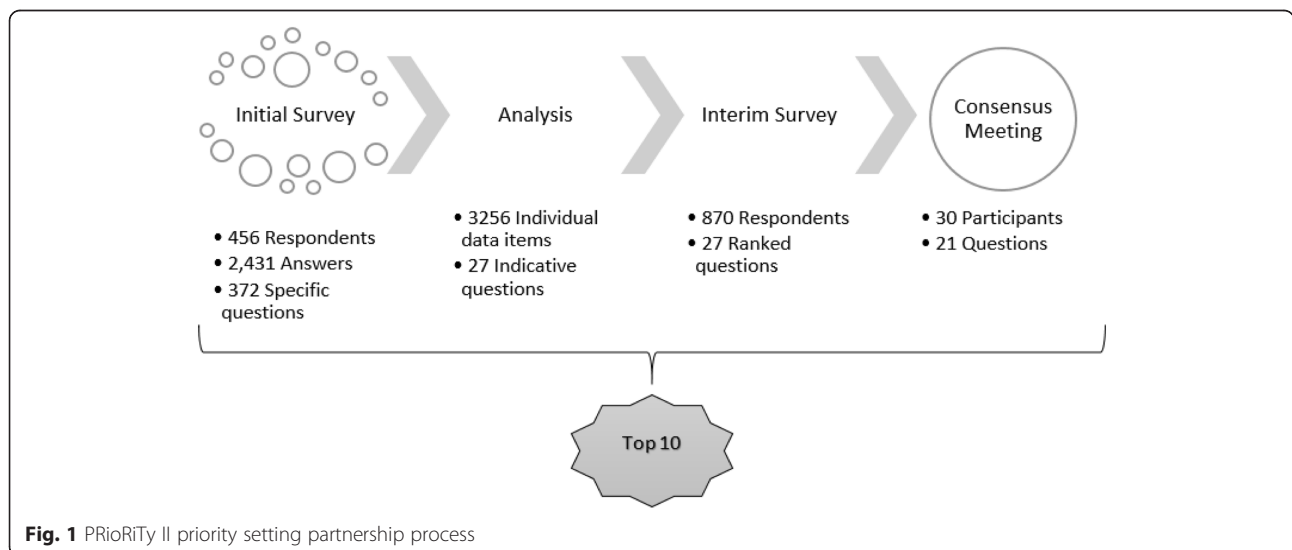 Initial Survey
Analysis
Interim Survey
Consensus
Meeting
• 456 Respondents
• 2,431 Answers
• 372 Specific
questions
• 3256 Individual
data items
• 27 Indicative
questions
• 870 Respondents
• 27 Ranked
questions
• 30 Participants
• 21 Questions
Top 10
Fig. 1 PRioRiTy II priority setting partnership process